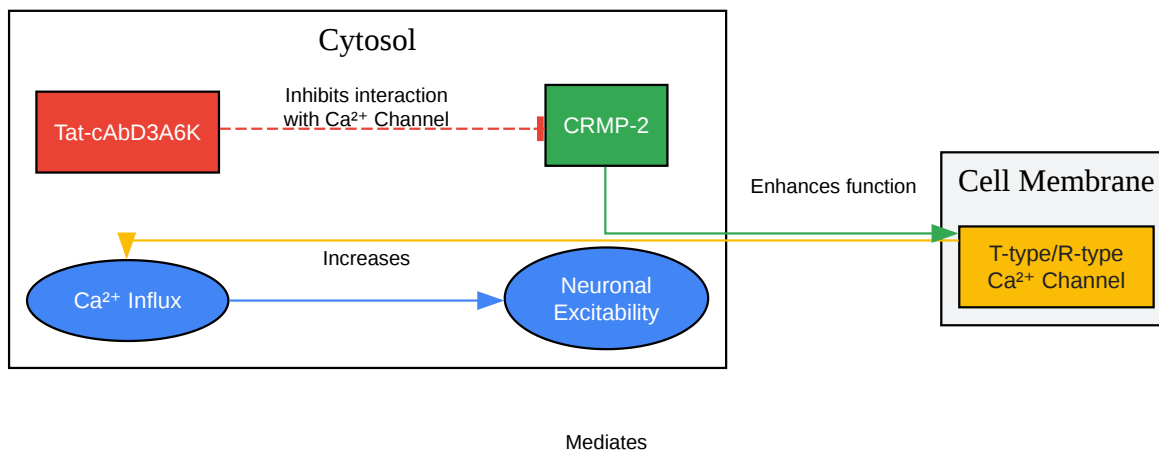 Cytosol
Tat-cAbD3A6K
Inhibits interaction
with Ca²⁺ Channel
CRMP-2
Enhances function
Cell Membrane
T-type/R-type
Ca²⁺ Channel
Increases
Ca²⁺ Influx
Neuronal
Excitability
Mediates